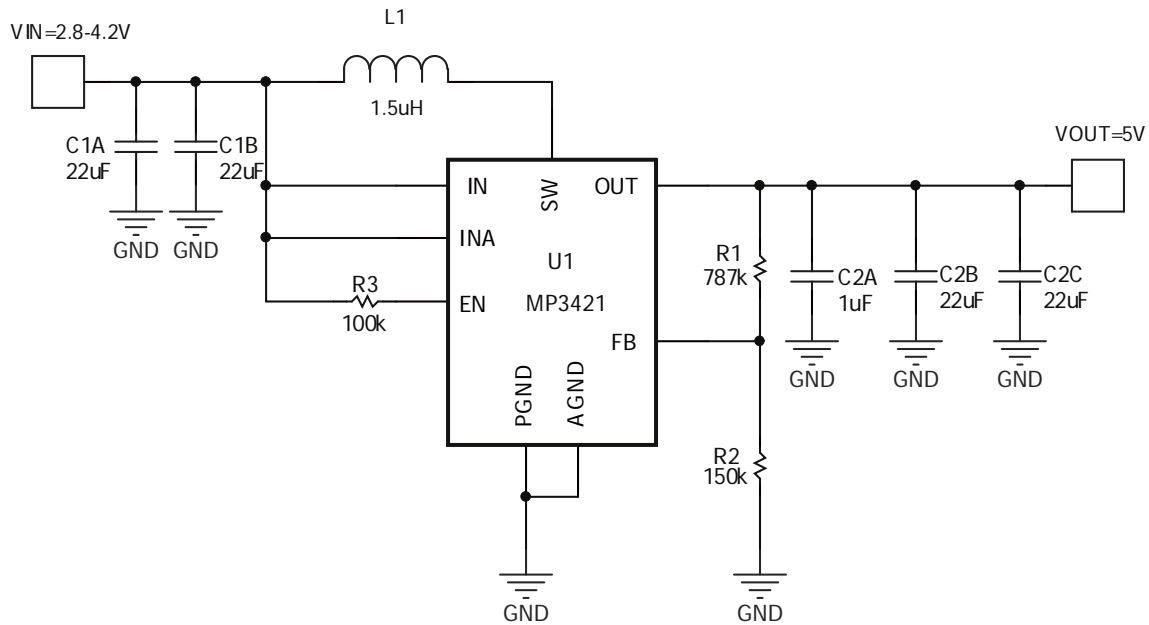 L1
VIN=2.8-4.2V
1.5uH
C1A
22uF
C1B
22uF
GND
GND
VOUT=5V
IN
SW
OUT
INA
U1
MP3421
EN
FB
PGND
AGND
R3
100k
R1
787k
C2A
1uF
C2B
22uF
C2C
22uF
GND
GND
GND
R2
150k
GND
GND